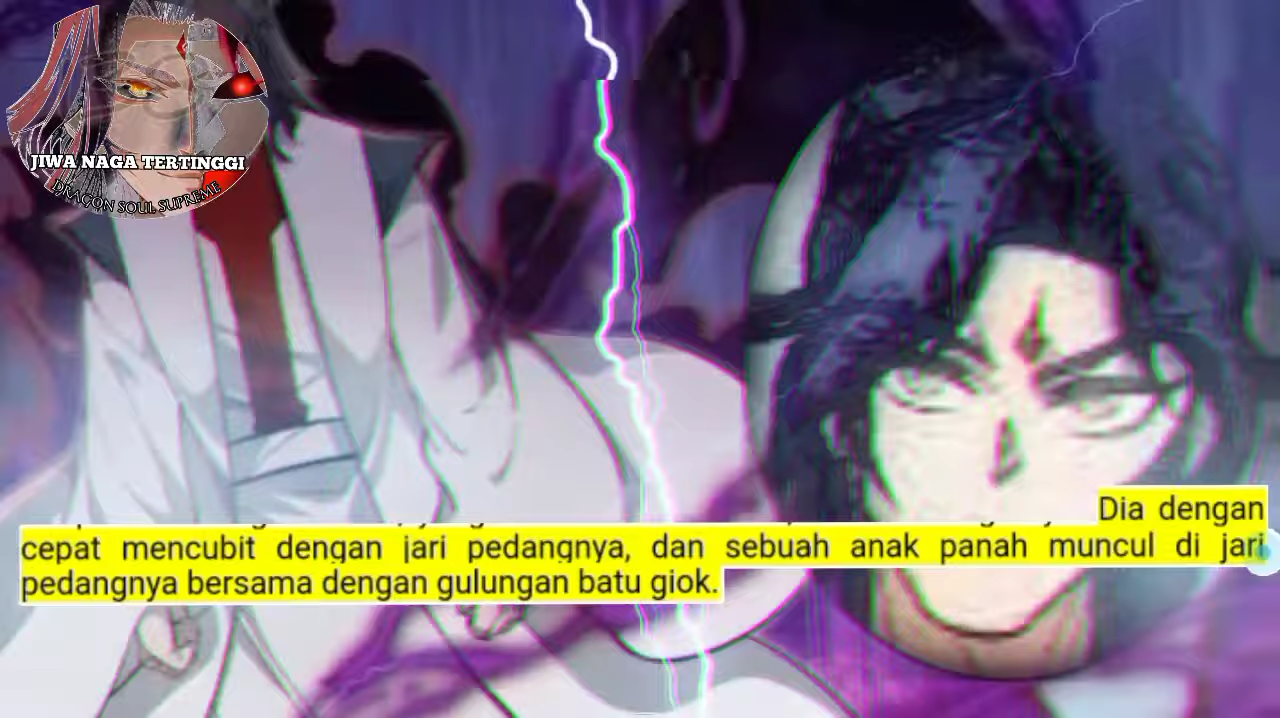 JIWA NAGA TERTINGGI
DRAGON SOUL SUPREME
Dia dengan
cepat mencubit dengan jari pedangnya, dan sebuah anak panah muncul di jari
pedangnya bersama dengan gulungan batu giok.